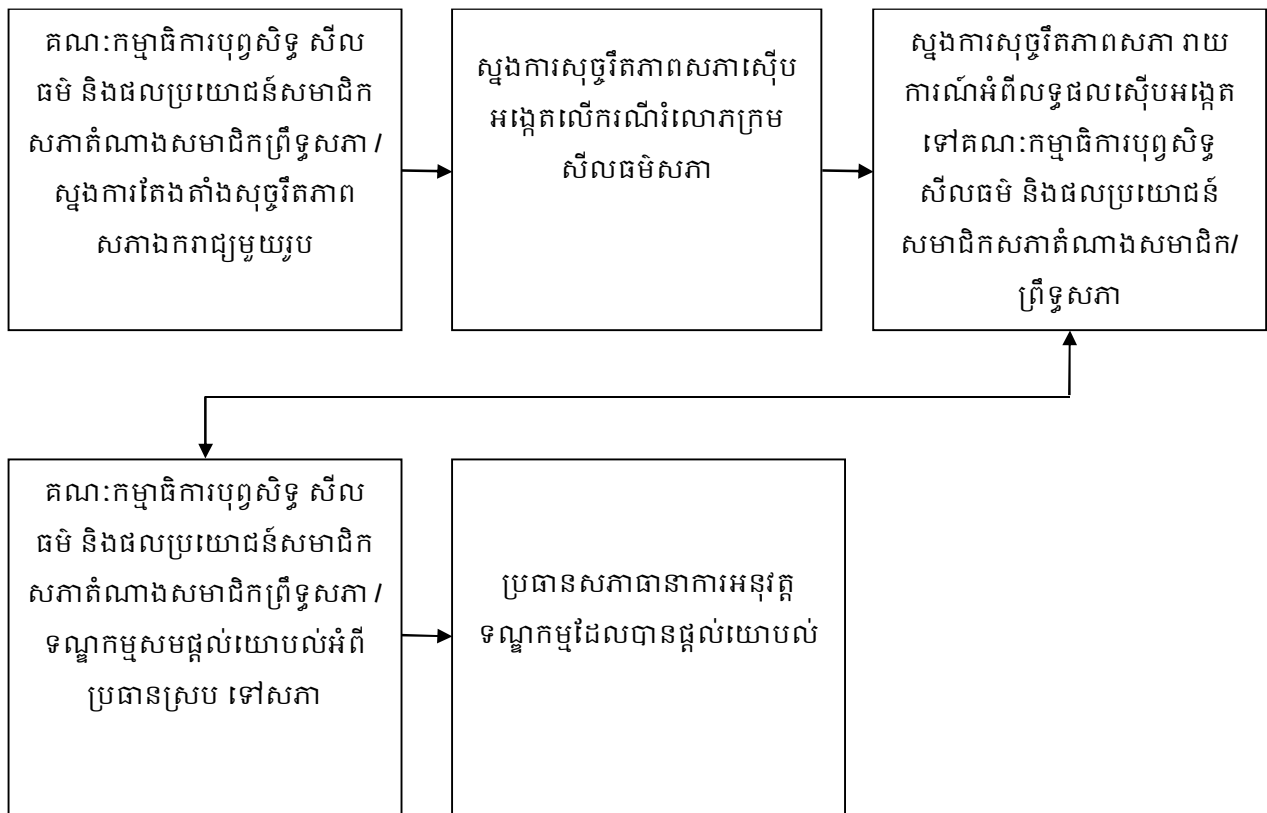 គណៈកម្មាធិការបុព្វសិទ្ធ សីល
ធម៌ និងផលប្រយោជន៍សមាជិក
សភាតំណាងសមាជិកព្រឹទ្ធសភា /
ស្នងការតែងតាំងសុច្ចរឹតភាព
សភាឯករាជ្យមួយរូប
ស្នងការសុច្ចរឹតភាពសភាស៊ើប
អង្កេតលើករណីរំលោភក្រម
សីលធម៌សភា
ស្នងការសុច្ចរឹតភាពសភា រាយ
ការណ៍អំពីលទ្ធផលស៊ើបអង្កេត
ទៅគណៈកម្មាធិការបុព្វសិទ្ធ
សីលធម៌ និងផលប្រយោជន៍
សមាជិកសភាតំណាងសមាជិក/
ព្រឹទ្ធសភា
គណៈកម្មាធិការបុព្វសិទ្ធ សីល
ធម៌ និងផលប្រយោជន៍សមាជិក
សភាតំណាងសមាជិកព្រឹទ្ធសភា /
ទណ្ឌកម្មសមផ្តល់យោបល់អំពី
ប្រធានស្រប ទៅសភា
ប្រធានសភាធានាការអនុវត្ត
ទណ្ឌកម្មដែលបានផ្តល់យោបល់